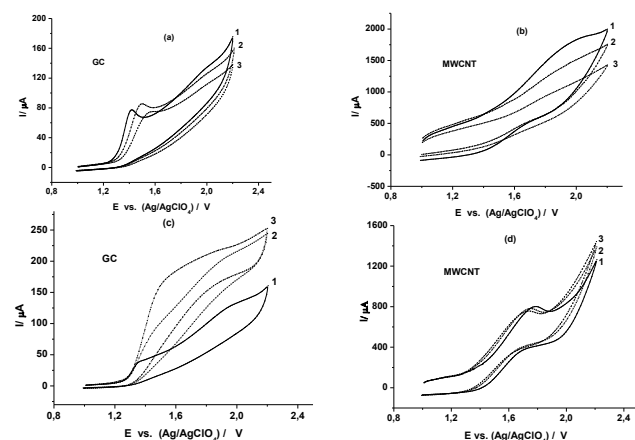 (a)
GC
1
2
3
200
160
120
80
40
0
0,8 1,2 1,6 2,0 2,4
I/ µA
E vs. (Ag/AgClO4) / V
(b)
MWCNT
1
2
3
2000
1500
1000
500
0
-500
0,8 1,2 1,6 2,0 2,4
I/ µA
E vs. (Ag/AgClO4) / V
(c)
GC
3
2
1
250
200
150
100
50
0
0,8 1,2 1,6 2,0 2,4
I/ µA
E vs. (Ag/AgClO4) / V
(d)
MWCNT
3
2
1
1600
1200
800
400
0
0,8 1,2 1,6 2,0 2,4
I/ µA
E vs. (Ag/AgClO4) / V